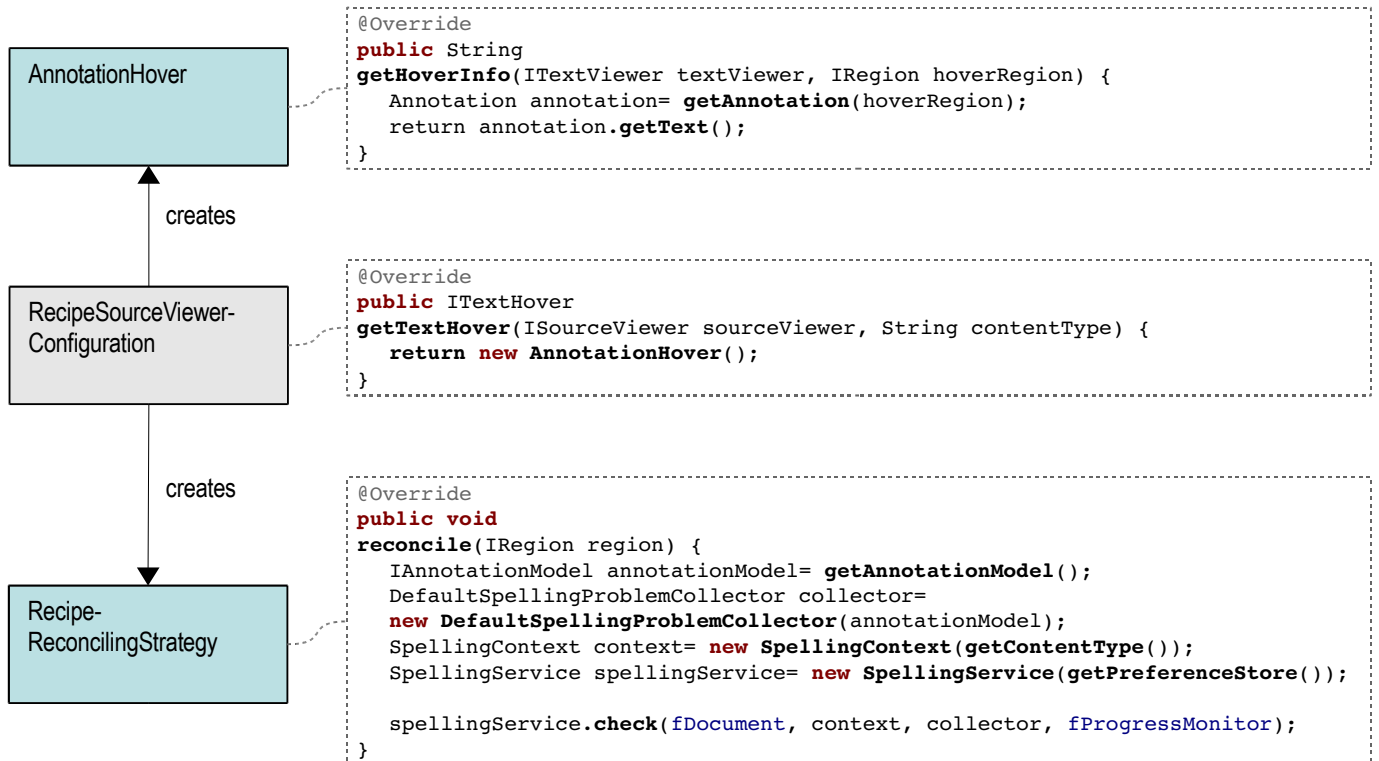 AnnotationHover
@Override
public String
getHoverInfo(ITextViewer textViewer, IRegion hoverRegion) {
Annotation annotation= getAnnotation(hoverRegion);
return annotation.getText();
}
creates
RecipeSourceViewer-
Configuration
@Override
public ITextHover
getTextHover(ISourceViewer sourceViewer, String contentType) {
return new AnnotationHover();
}
creates
Recipe-
ReconcilingStrategy
@Override
public void
reconcile(IRegion region) {
IAnnotationModel annotationModel= getAnnotationModel();
DefaultSpellingProblemCollector collector=
new DefaultSpellingProblemCollector(annotationModel);
SpellingContext context= new SpellingContext(getContentType());
SpellingService spellingService= new SpellingService(getPreferenceStore());
spellingService.check(fDocument, context, collector, fProgressMonitor);
}